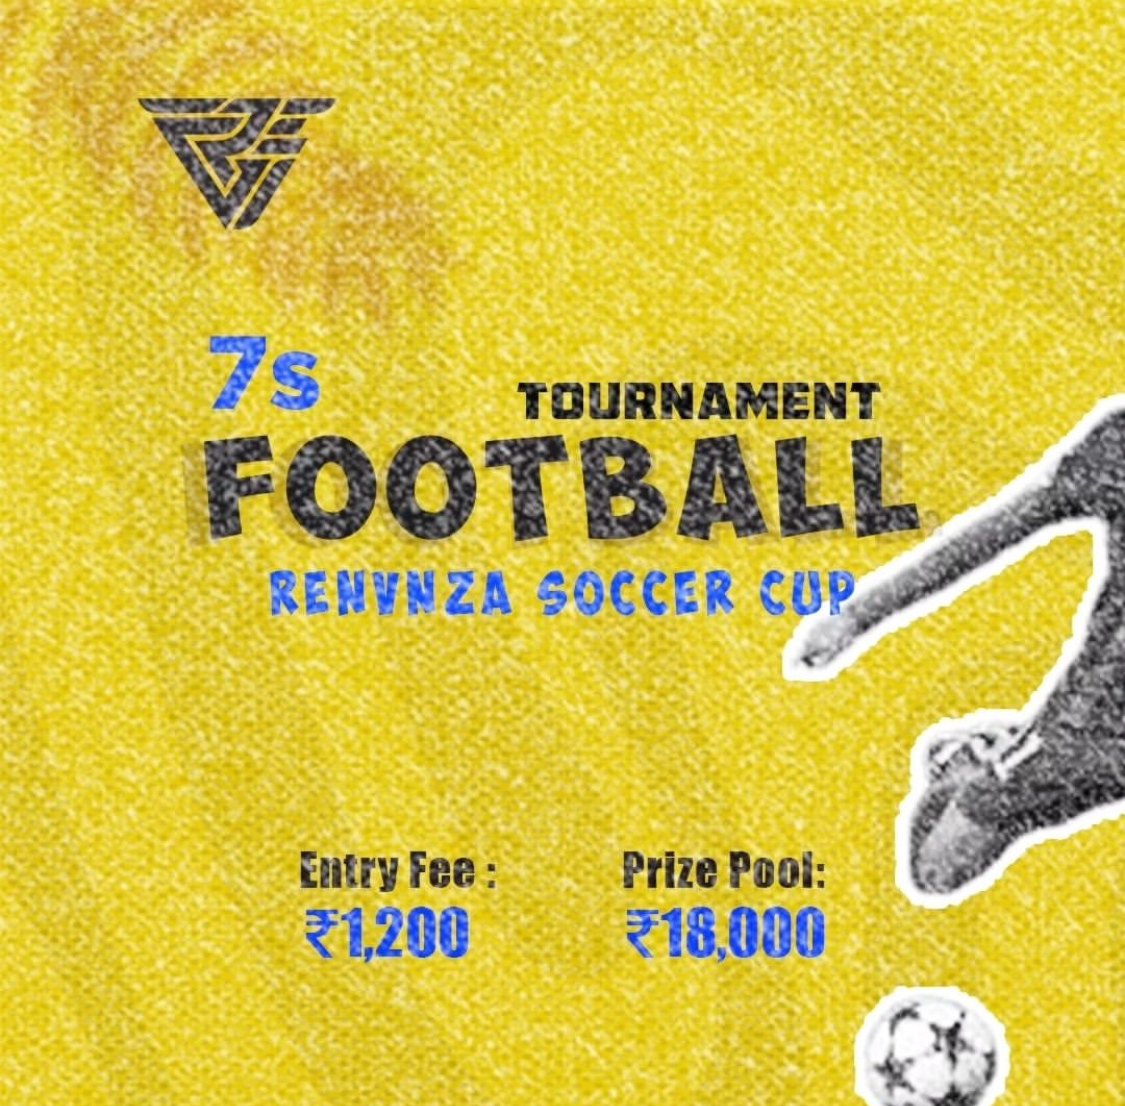 7s
TOURNAMENT
FOOTBALL
RENVNZA SOCCER CUP
Entry Fee :
₹1,200
Prize Pool:
₹18,000